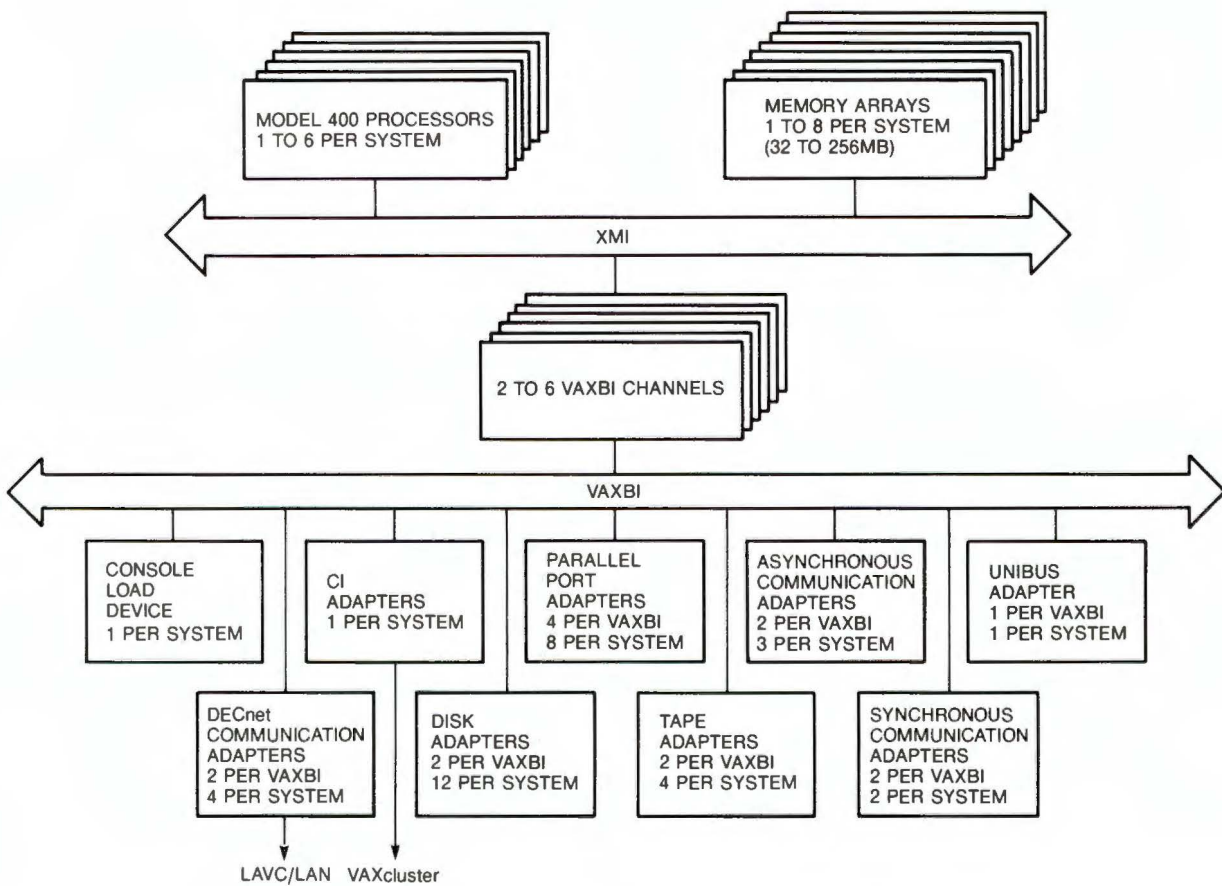 MODEL 400 PROCESSORS
1 TO 6 PER SYSTEM
MEMORY ARRAYS
1 TO 8 PER SYSTEM
(32 TO 256MB)
XMI
2 TO 6 VAXBI CHANNELS
VAXBI
CONSOLE
LOAD
DEVICE
1 PER SYSTEM
CI
ADAPTERS
1 PER SYSTEM
PARALLEL
PORT
ADAPTERS
4 PER VAXBI
8 PER SYSTEM
ASYNCHRONOUS
COMMUNICATION
ADAPTERS
2 PER VAXBI
3 PER SYSTEM
UNIBUS
ADAPTER
1 PER VAXBI
1 PER SYSTEM
DECnet
COMMUNICATION
ADAPTERS
2 PER VAXBI
4 PER SYSTEM
DISK
ADAPTERS
2 PER VAXBI
12 PER SYSTEM
TAPE
ADAPTERS
2 PER VAXBI
4 PER SYSTEM
SYNCHRONOUS
COMMUNICATION
ADAPTERS
2 PER VAXBI
2 PER SYSTEM
LAVC/LAN VAXcluster